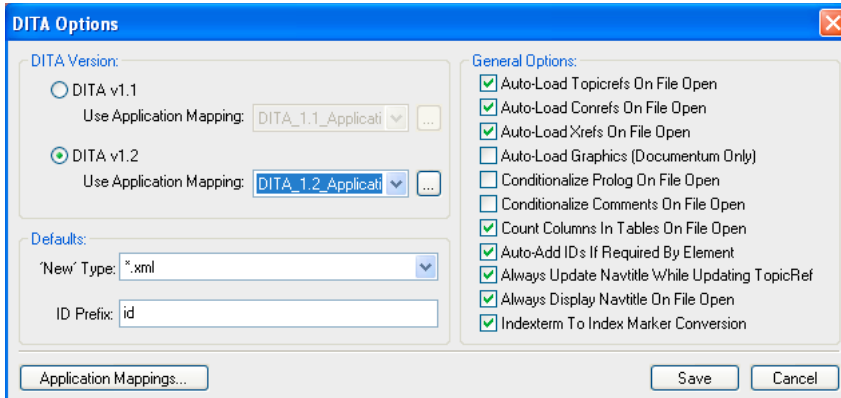 DITA Options
DITA Version:
DITA v1.1
Use Application Mapping: DITA_1.1_Applicati ...
DITA v1.2
Use Application Mapping: DITA_1.2_Applicati ...
Defaults:
'New' Type: *.xml
ID Prefix: id
General Options:
Auto-Load Topicrefs On File Open
Auto-Load Conrefs On File Open
Auto-Load Xrefs On File Open
Auto-Load Graphics (Documentum Only)
Conditionalize Prolog On File Open
Conditionalize Comments On File Open
Count Columns In Tables On File Open
Auto-Add IDs If Required By Element
Always Update Navtitle While Updating TopicRef
Always Display Navtitle On File Open
Indexterm To Index Marker Conversion
Application Mappings... Save Cancel